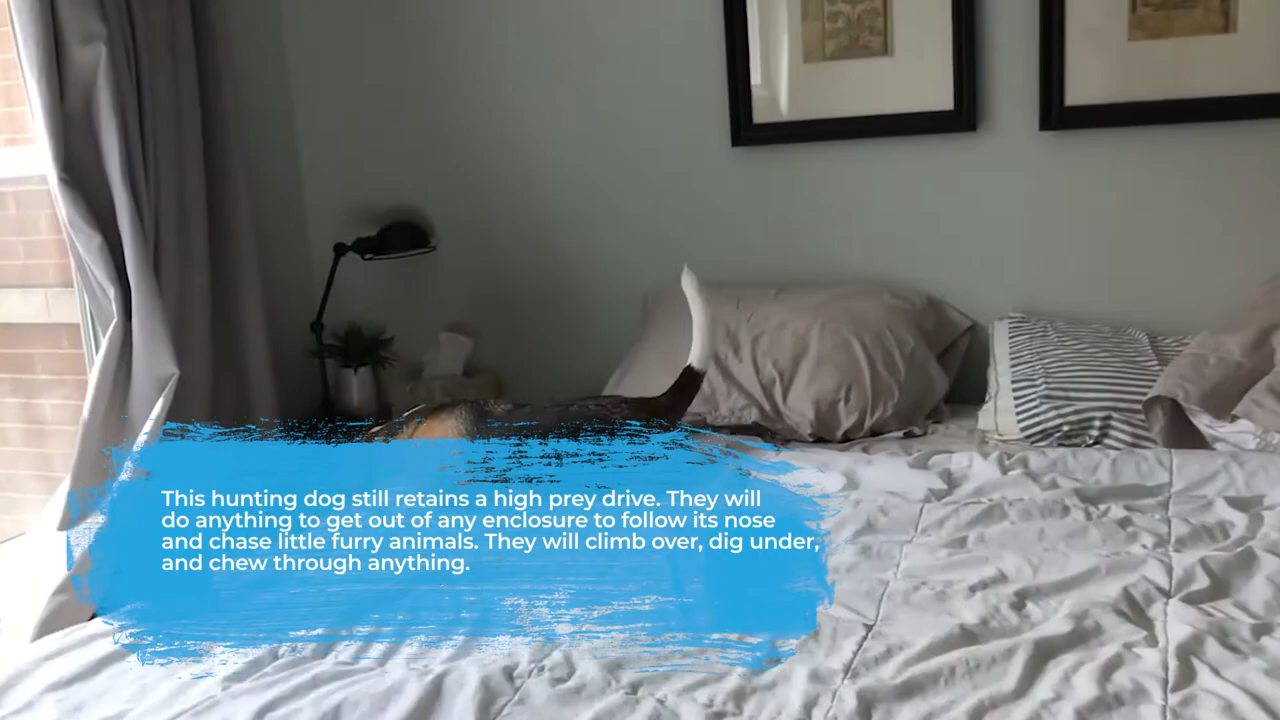 This hunting dog still retains a high prey drive. They will
do anything to get out of any enclosure to follow its nose
and chase little furry animals. They will climb over, dig under,
and chew through anything.